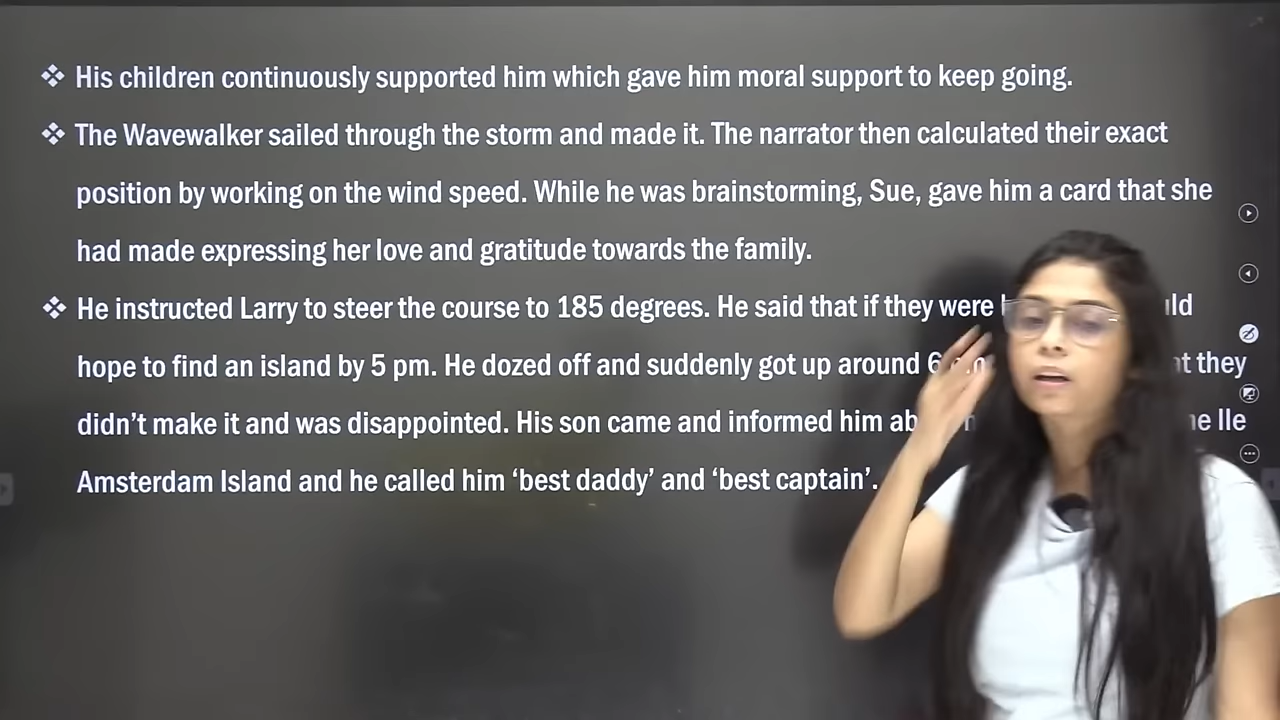 ❖ His children continuously supported him which gave him moral support to keep going.
❖ The Wavewalker sailed through the storm and made it. The narrator then calculated their exact
position by working on the wind speed. While he was brainstorming, Sue, gave him a card that she
had made expressing her love and gratitude towards the family.
❖ He instructed Larry to steer the course to 185 degrees. He said that if they were
hope to find an island by 5 pm. He dozed off and suddenly got up around 6 they
didn’t make it and was disappointed. His son came and informed him lle
Amsterdam Island and he called him ‘best daddy’ and ‘best captain’.